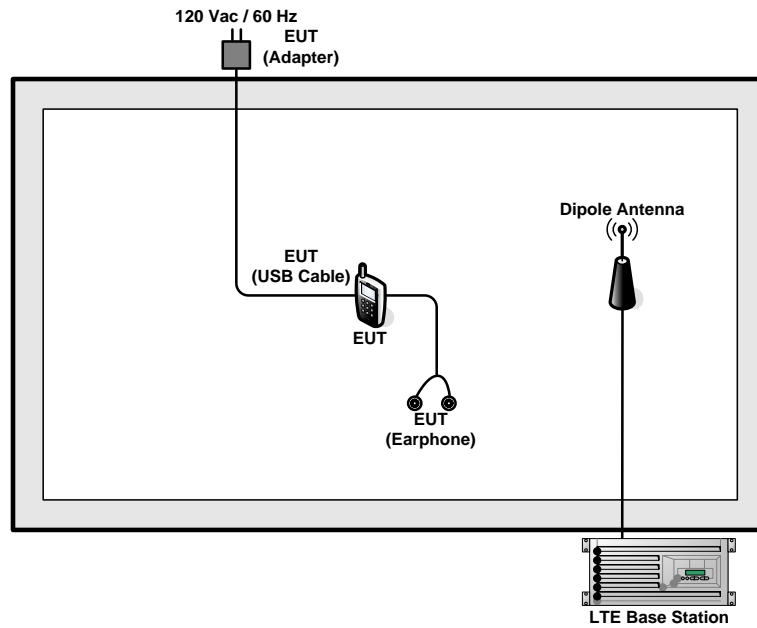 120 Vac / 60 Hz
EUT
(Adapter)
Dipole Antenna
EUT
(USB Cable)
EUT
EUT
(Earphone)
LTE Base Station